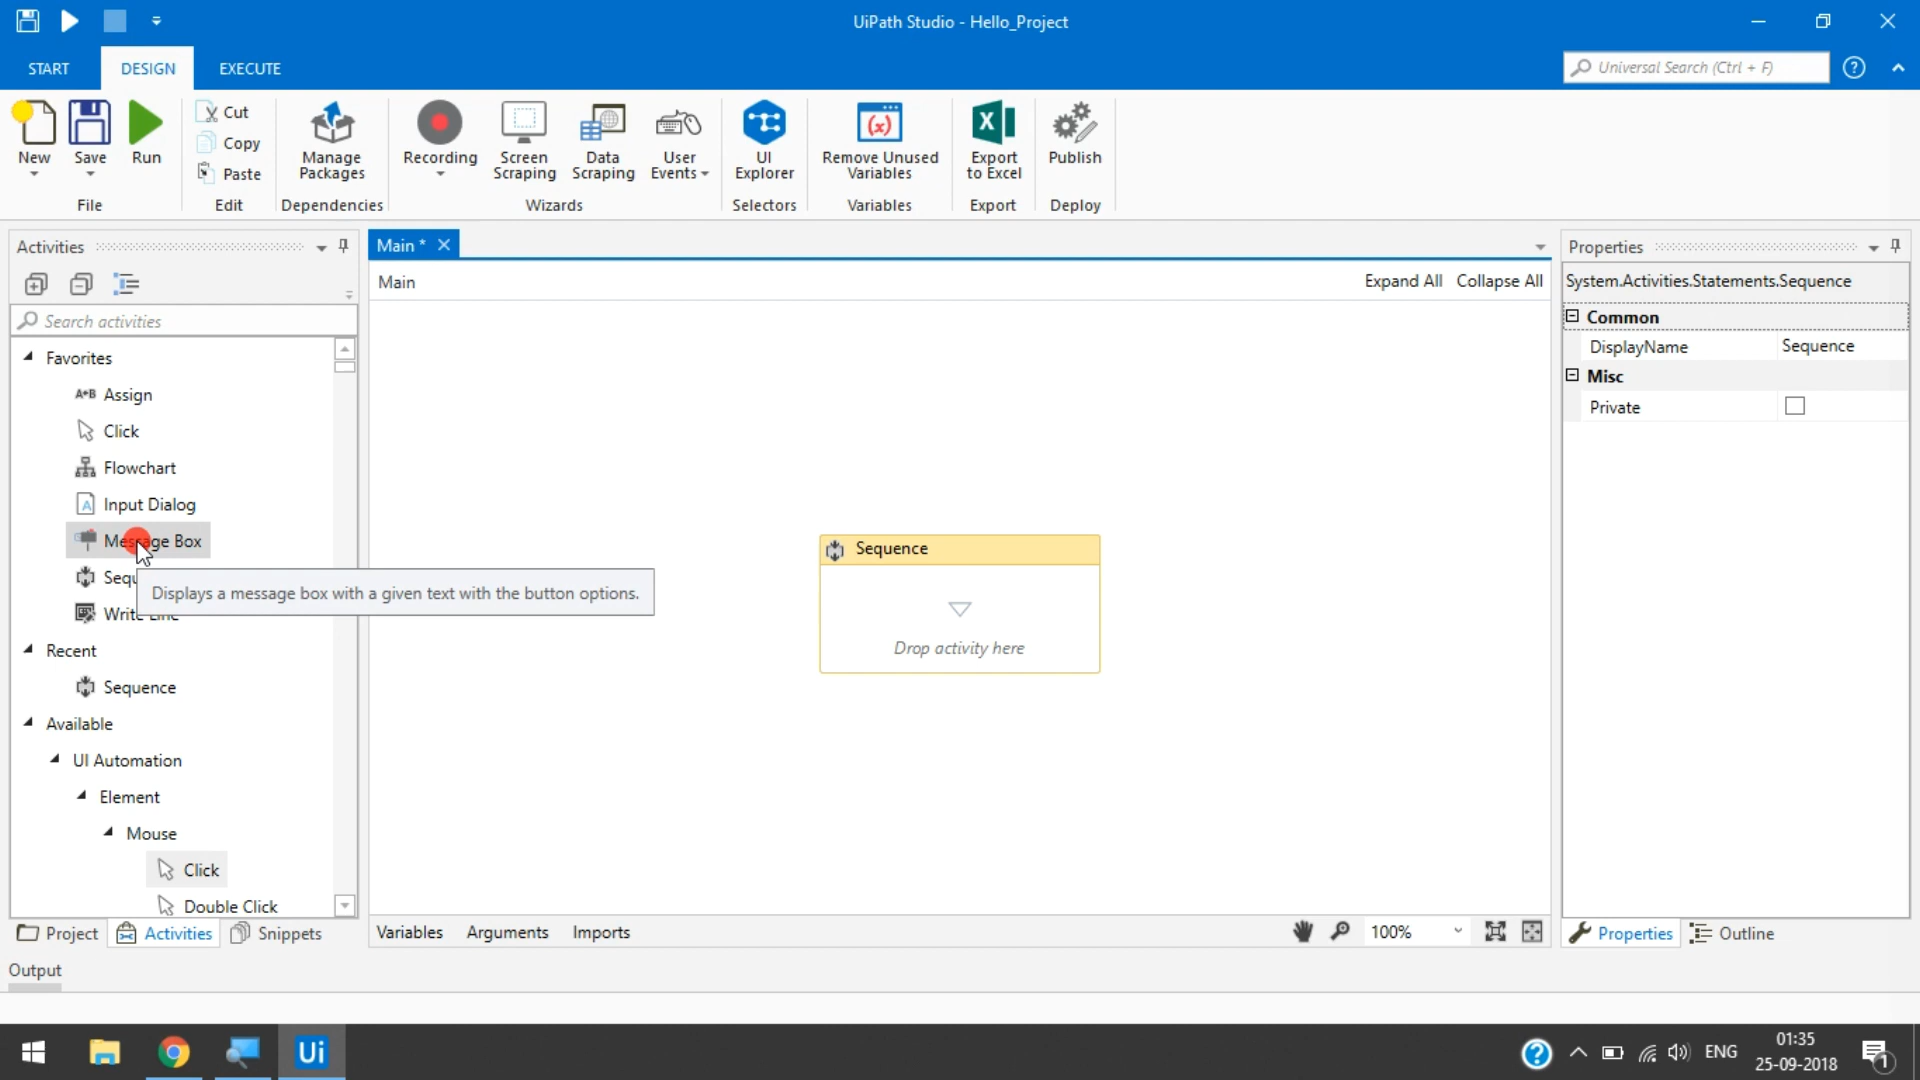 UiPath Studio - Hello_Project
START DESIGN EXECUTE
Universal Search (Ctrl + F)
New Save Run
File
Cut
Copy
Paste
Edit
Manage Packages
Dependencies
Recording
Screen Scraping
Data Scraping
User Events
Wizards
UI Explorer
Selectors
Remove Unused Variables
Variables
Export to Excel
Export
Publish
Deploy
Activities
Search activities
Favorites
A*B Assign
Click
Flowchart
Input Dialog
Message Box
Displays a message box with a given text with the button options.
Recent
Sequence
Available
UI Automation
Element
Mouse
Click
Double Click
Project Activities Snippets
Main *
Main
Expand All Collapse All
Sequence
Drop activity here
Variables Arguments Imports
100%
Properties
System.Activities.Statements.Sequence
Common
DisplayName Sequence
Misc
Private
Properties Outline
Output
Ui
ENG
01:35
25-09-2018
1